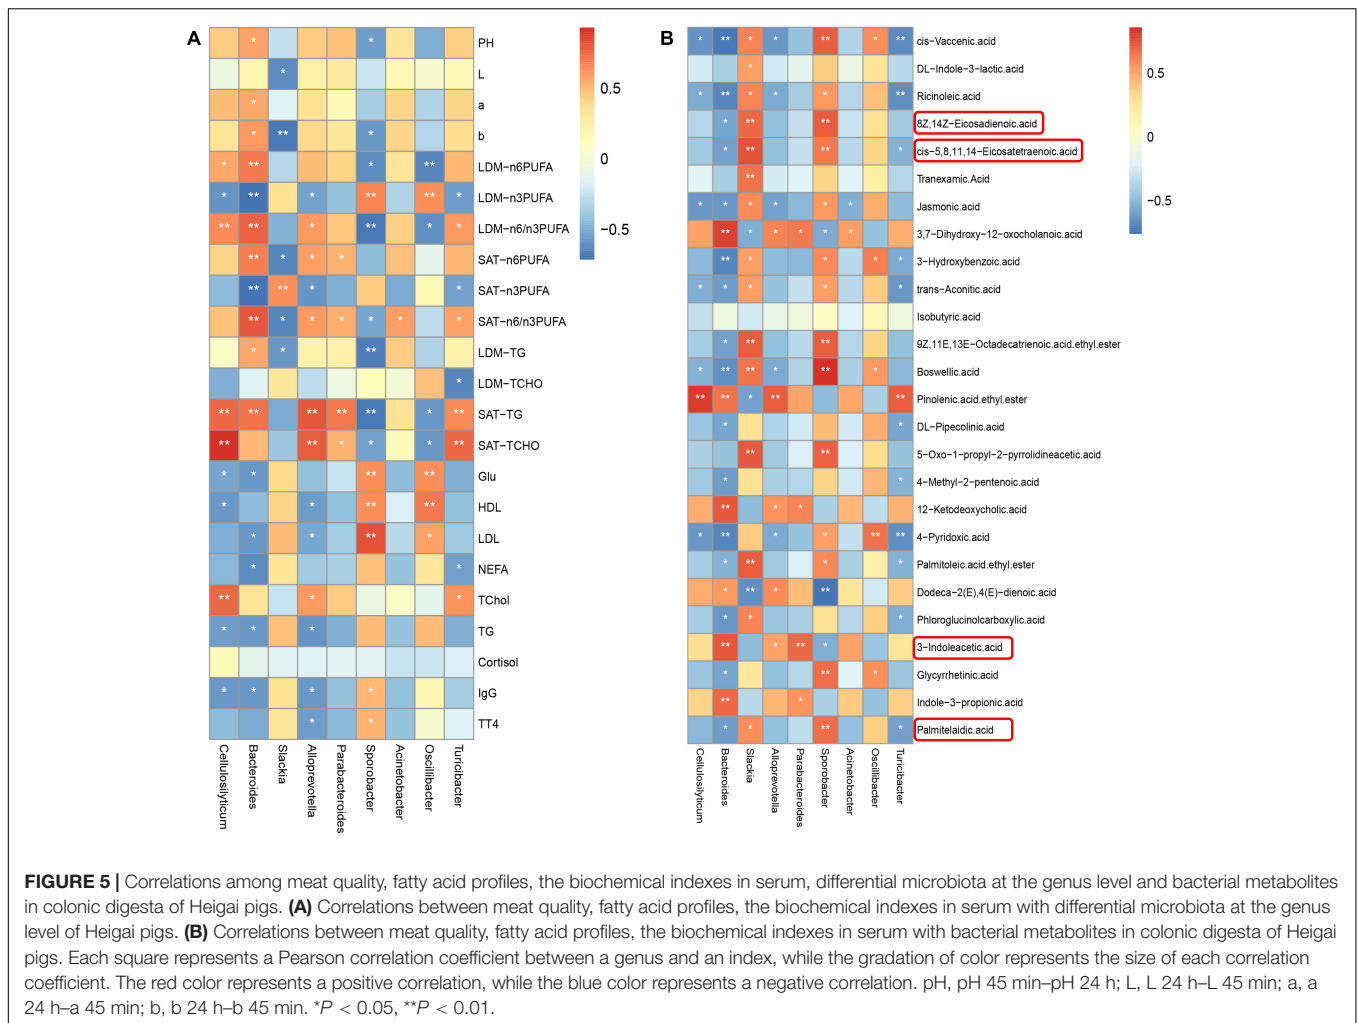 A
PH
L
a
b
LDM−n6PUFA
LDM−n3PUFA
LDM−n6/n3PUFA
SAT−n6PUFA
SAT−n3PUFA
SAT−n6/n3PUFA
LDM−TG
LDM−TCHO
SAT−TG
SAT−TCHO
Glu
HDL
LDL
NEFA
TChol
TG
Cortisol
IgG
TT4
Cellulosilyticum
Bacteroides
Slackia
Alloprevotella
Parabacteroides
Sporobacter
Acinetobacter
Oscillibacter
Turicibacter
0.5
0
−0.5
B
cis−Vaccenic.acid
DL−Indole−3−lactic.acid
Ricinoleic.acid
8Z,14Z−Eicosadienoic.acid
cis−5,8,11,14−Eicosatetraenoic.acid
Tranexamic.Acid
Jasmonic.acid
3,7−Dihydroxy−12−oxocholanoic.acid
3−Hydroxybenzoic.acid
trans−Aconitic.acid
Isobutyric.acid
9Z,11E,13E−Octadecatrienoic.acid.ethyl.ester
Boswellic.acid
Pinolenic.acid.ethyl.ester
DL−Pipecolinic.acid
5−Oxo−1−propyl−2−pyrrolidineacetic.acid
4−Methyl−2−pentenoic.acid
12−Ketodeoxycholic.acid
4−Pyridoxic.acid
Palmitoleic.acid.ethyl.ester
Dodeca−2(E),4(E)−dienoic.acid
Phloroglucinolcarboxylic.acid
3−Indoleacetic.acid
Glycyrrhetinic.acid
Indole−3−propionic.acid
Palmitelaidic.acid
Cellulosilyticum
Bacteroides
Slackia
Alloprevotella
Parabacteroides
Sporobacter
Acinetobacter
Oscillibacter
Turicibacter
0.5
0
−0.5
FIGURE 5 | Correlations among meat quality, fatty acid profiles, the biochemical indexes in serum, differential microbiota at the genus level and bacterial metabolites
in colonic digesta of Heigai pigs. (A) Correlations between meat quality, fatty acid profiles, the biochemical indexes in serum with differential microbiota at the genus
level of Heigai pigs. (B) Correlations between meat quality, fatty acid profiles, the biochemical indexes in serum with bacterial metabolites in colonic digesta of Heigai
pigs. Each square represents a Pearson correlation coefficient between a genus and an index, while the gradation of color represents the size of each correlation
coefficient. The red color represents a positive correlation, while the blue color represents a negative correlation. pH, pH 45 min–pH 24 h; L, L 24 h–L 45 min; a, a
24 h–a 45 min; b, b 24 h–b 45 min. *P < 0.05, **P < 0.01.